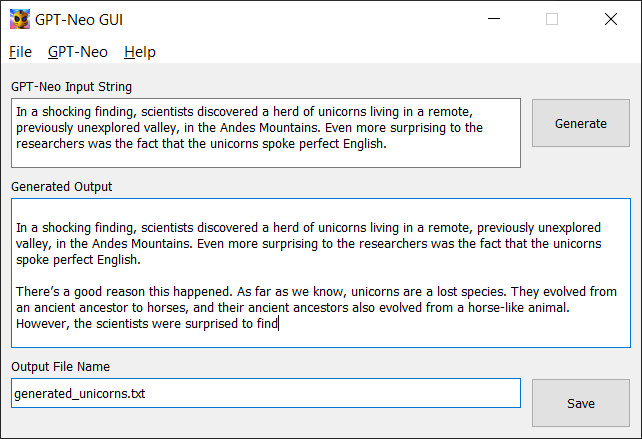 GPT-Neo GUI
File GPT-Neo Help
GPT-Neo Input String
In a shocking finding, scientists discovered a herd of unicorns living in a remote,
previously unexplored valley, in the Andes Mountains. Even more surprising to the
researchers was the fact that the unicorns spoke perfect English.
Generate
Generated Output
In a shocking finding, scientists discovered a herd of unicorns living in a remote, previously unexplored
valley, in the Andes Mountains. Even more surprising to the researchers was the fact that the unicorns
spoke perfect English.
There’s a good reason this happened. As far as we know, unicorns are a lost species. They evolved from
an ancient ancestor to horses, and their ancient ancestors also evolved from a horse-like animal.
However, the scientists were surprised to find
Output File Name
generated_unicorns.txt
Save